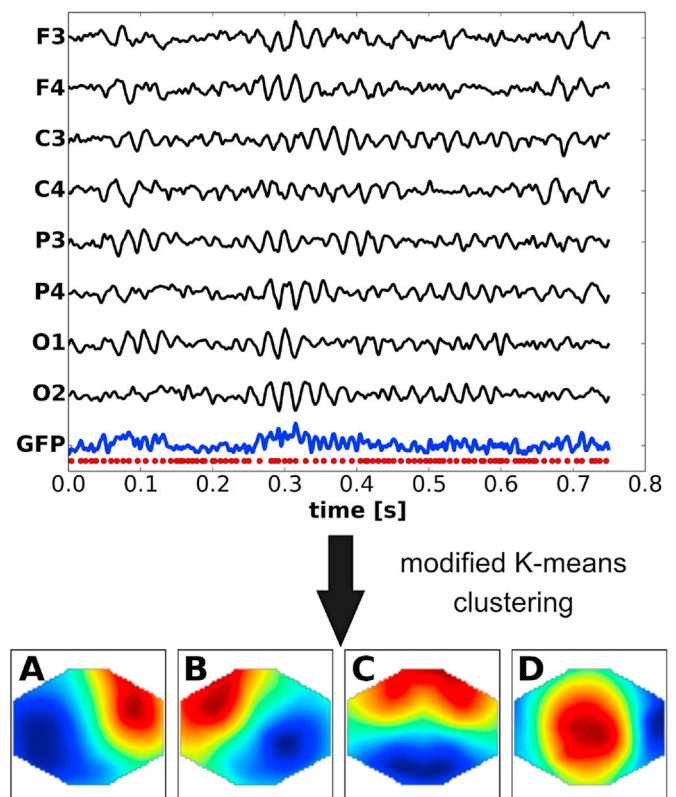 F3
F4
C3
C4
P3
P4
O1
O2
GFP
0.0 0.1 0.2 0.3 0.4 0.5 0.6 0.7 0.8
time [s]
modified K-means
clustering
A B C D